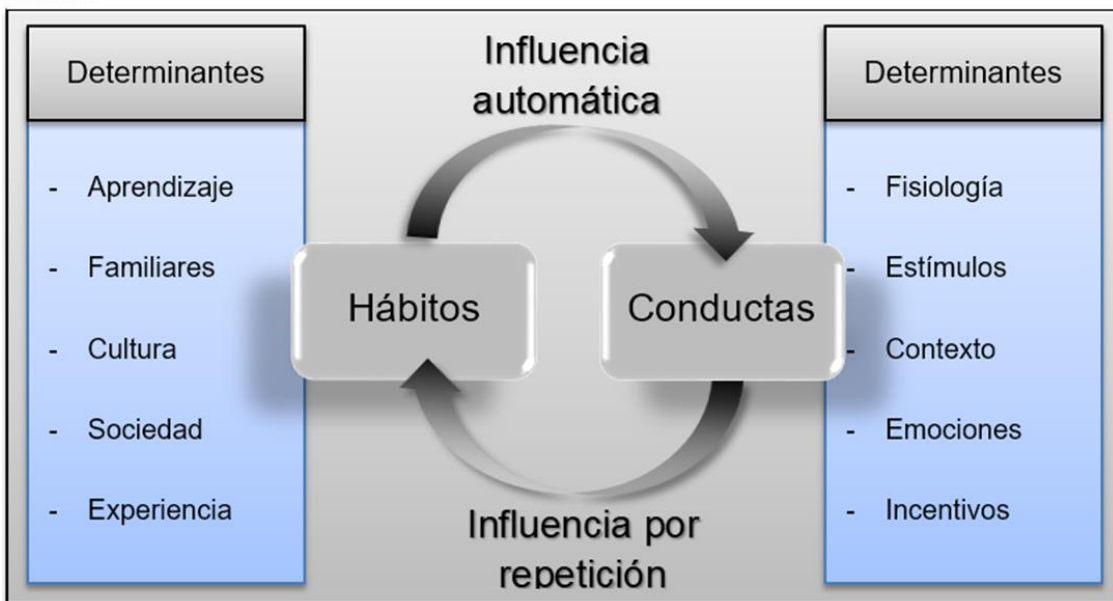 Determinantes
- Aprendizaje
- Familiares
- Cultura
- Sociedad
- Experiencia
Influencia
automática
Hábitos
Conductas
Influencia por
repetición
Determinantes
- Fisiología
- Estímulos
- Contexto
- Emociones
- Incentivos